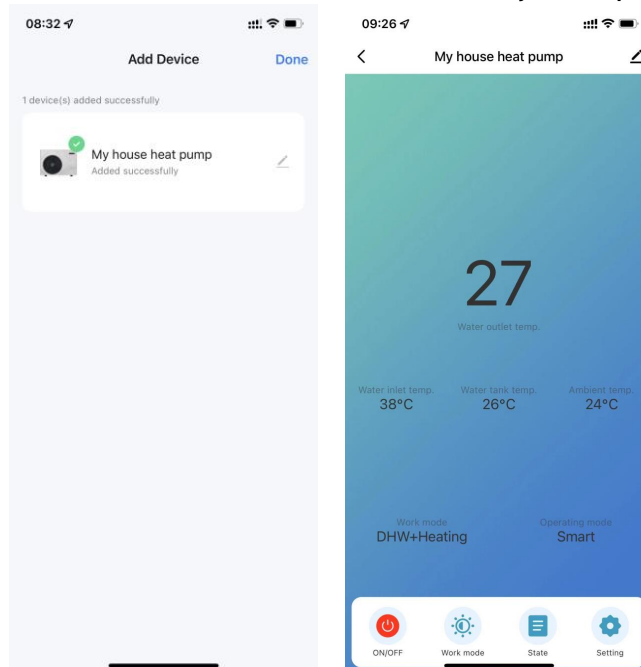 08:32
Add Device
Done
1 device(s) added successfully
My house heat pump
Added successfully
09:26
My house heat pump
27
Water outlet temp.
Water inlet temp. Water tank temp. Ambient temp.
38°C 26°C 24°C
Work mode Operating mode
DHW+Heating Smart
ON/OFF Work mode State Setting